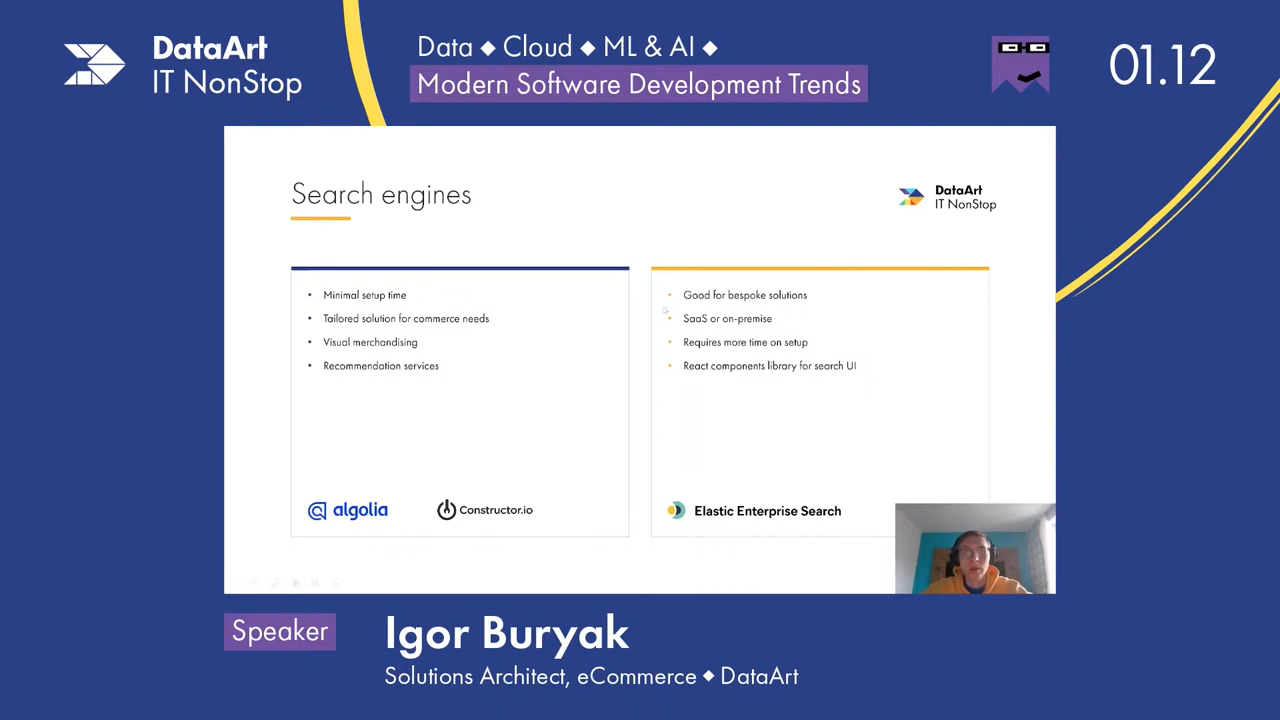 DataArt
IT NonStop
Data ◆ Cloud ◆ ML & AI ◆
Modern Software Development Trends
01.12
Search engines
DataArt
IT NonStop
• Minimal setup time
• Tailored solution for commerce needs
• Visual merchandising
• Recommendation services
algolia
Constructor.io
• Good for bespoke solutions
• SaaS or on-premise
• Requires more time on setup
• React components library for search UI
Elastic Enterprise Search
Speaker
Igor Buryak
Solutions Architect, eCommerce ◆ DataArt